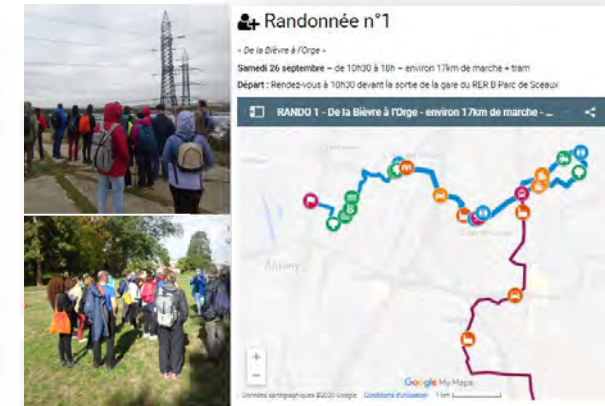 Randonnée n°1
« De la Bièvre à l'Orge »
Samedi 26 septembre – de 10h30 à 18h – environ 17km de marche + tram
Départ : Rendez-vous à 10h30 devant la sortie de la gare du RER B Parc de Sceaux
RANDO 1 - De la Bièvre à l'Orge - environ 17km de marche - ...
Antony
+
−
Google My Maps
Données cartographiques ©2020 Google Conditions d'utilisation 1 km